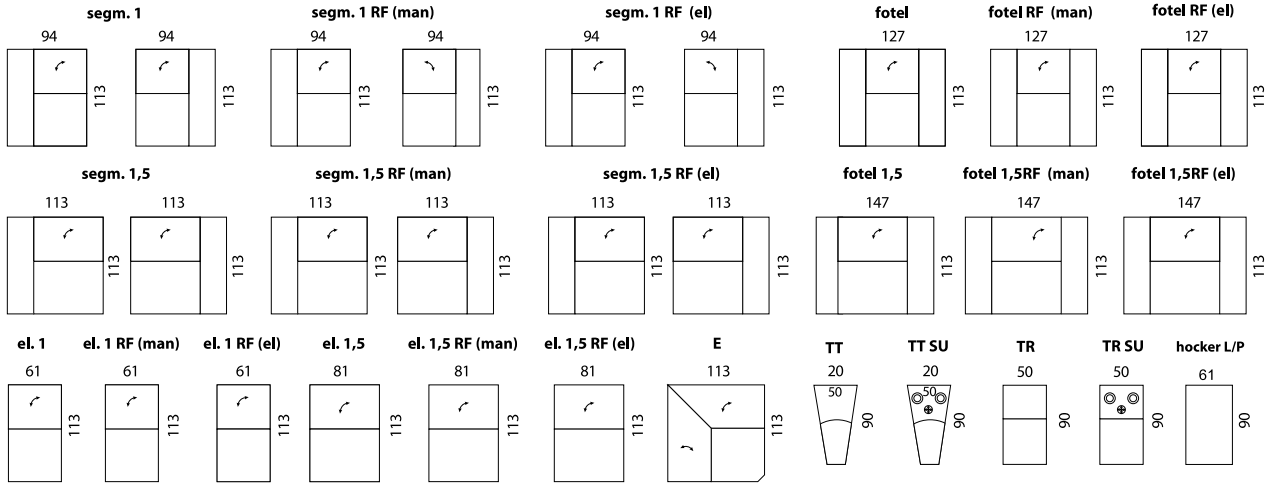 segm. 1
segm. 1 RF (man)
segm. 1 RF (el)
fotel
fotel RF (man)
fotel RF (el)
94 94 94 94 94 94 127 127 127
113 113 113 113 113 113 113 113 113
segm. 1,5
segm. 1,5 RF (man)
segm. 1,5 RF (el)
fotel 1,5
fotel 1,5RF (man)
fotel 1,5RF (el)
113 113 113 113 113 113 147 147 147
113 113 113 113 113 113 113 113 113
el. 1
el. 1 RF (man)
el. 1 RF (el)
el. 1,5
el. 1,5 RF (man)
el. 1,5 RF (el)
E
TT
TT SU
TR
TR SU
hocker L/P
61 61 61 81 81 81 113 20 20 50 50 61
50 50
113 113 113 113 113 113 113 90 90 90 90 90